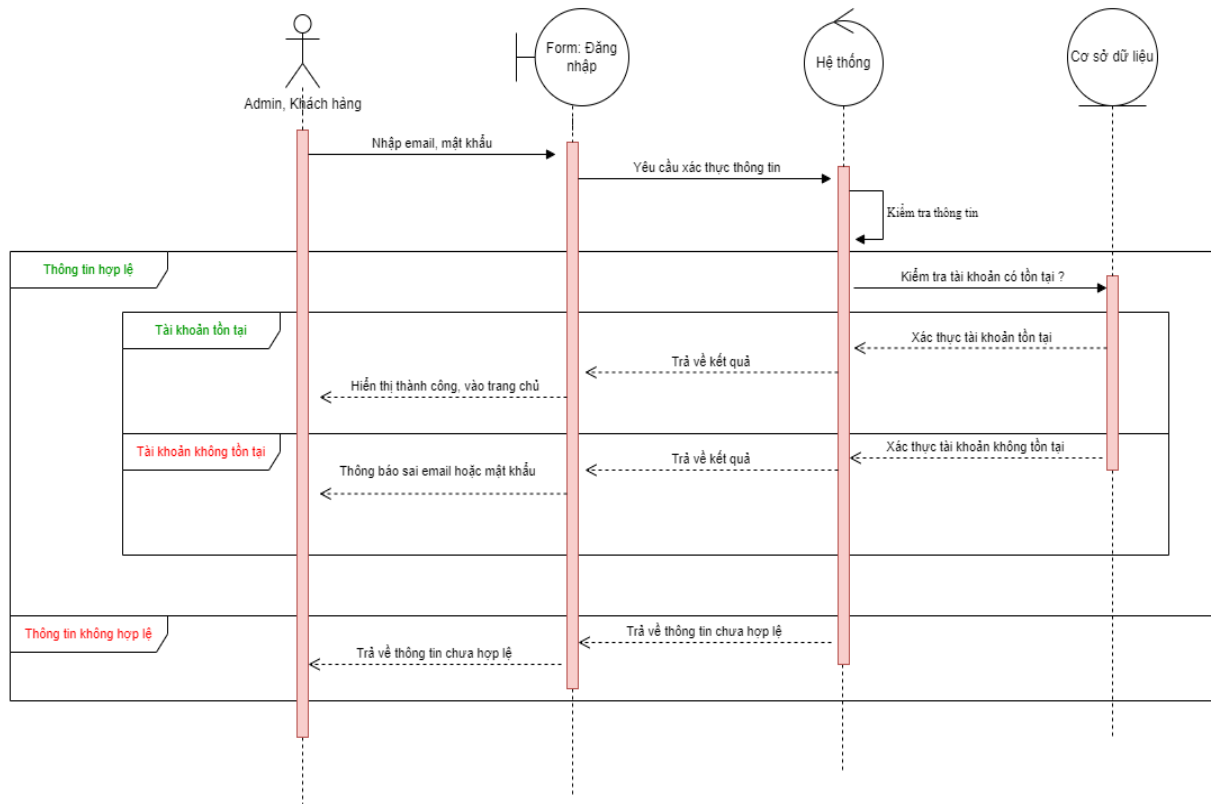 Form: Đăng
nhập
Hệ thống
Cơ sở dữ liệu
Admin, Khách hàng
Nhập email, mật khẩu
Yêu cầu xác thực thông tin
Kiểm tra thông tin
Thông tin hợp lệ
Kiểm tra tài khoản có tồn tại ?
Tài khoản tồn tại
Xác thực tài khoản tồn tại
Trả về kết quả
Hiển thị thành công, vào trang chủ
Tài khoản không tồn tại
Xác thực tài khoản không tồn tại
Trả về kết quả
Thông báo sai email hoặc mật khẩu
Thông tin không hợp lệ
Trả về thông tin chưa hợp lệ
Trả về thông tin chưa hợp lệ